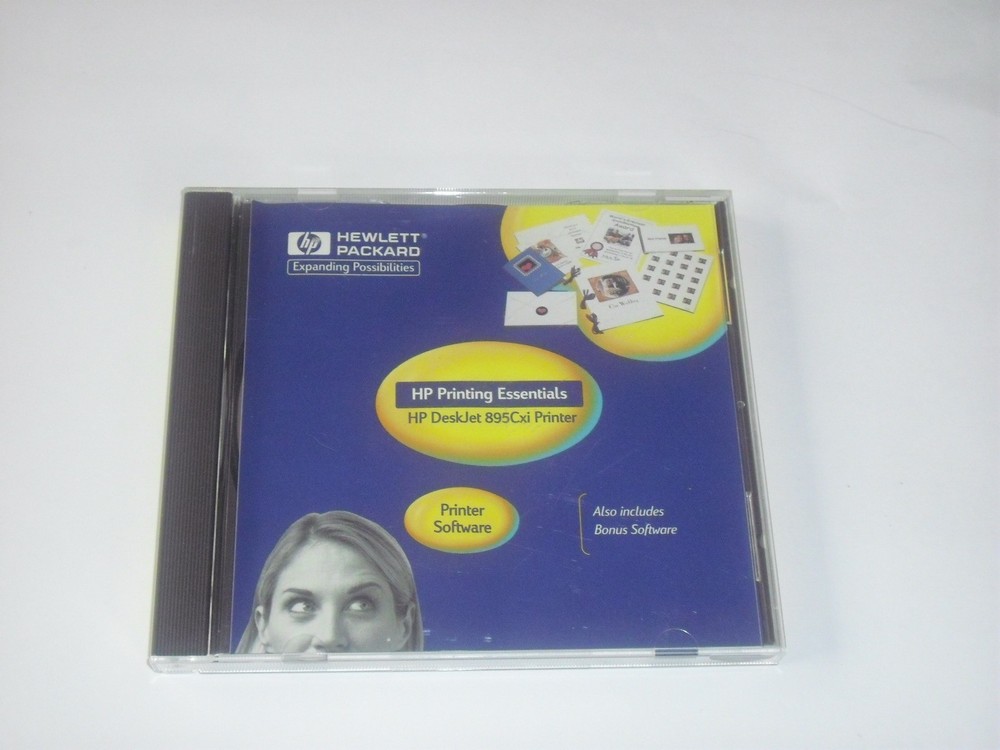 hp
HEWLETT®
PACKARD
Expanding Possibilities
HP Printing Essentials
HP DeskJet 895Cxi Printer
Printer
Software
Also includes
Bonus Software